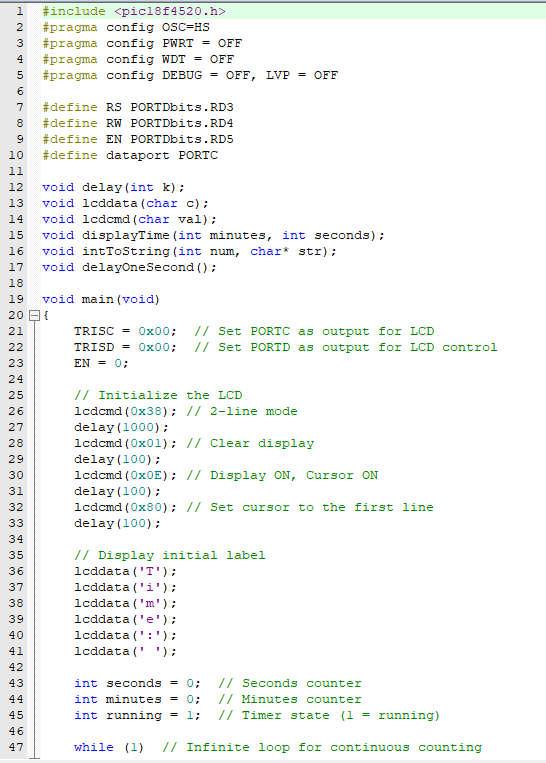 1 #include <pic18f4520.h>
2 #pragma config OSC=HS
3 #pragma config PWRT = OFF
4 #pragma config WDT = OFF
5 #pragma config DEBUG = OFF, LVP = OFF
6
7 #define RS PORTDbits.RD3
8 #define RW PORTDbits.RD4
9 #define EN PORTDbits.RD5
10 #define dataport PORTC
11
12 void delay(int k);
13 void lcddata(char c);
14 void lcdcmd(char val);
15 void displayTime(int minutes, int seconds);
16 void intToString(int num, char* str);
17 void delayOneSecond();
18
19 void main(void)
20 {
21     TRISC = 0x00;  // Set PORTC as output for LCD
22     TRISD = 0x00;  // Set PORTD as output for LCD control
23     EN = 0;
24
25     // Initialize the LCD
26     lcdcmd(0x38); // 2-line mode
27     delay(1000);
28     lcdcmd(0x01); // Clear display
29     delay(100);
30     lcdcmd(0x0E); // Display ON, Cursor ON
31     delay(100);
32     lcdcmd(0x80); // Set cursor to the first line
33     delay(100);
34
35     // Display initial label
36     lcddata('T');
37     lcddata('i');
38     lcddata('m');
39     lcddata('e');
40     lcddata(':');
41     lcddata(' ');
42
43     int seconds = 0;  // Seconds counter
44     int minutes = 0;  // Minutes counter
45     int running = 1;  // Timer state (1 = running)
46
47     while (1)  // Infinite loop for continuous counting